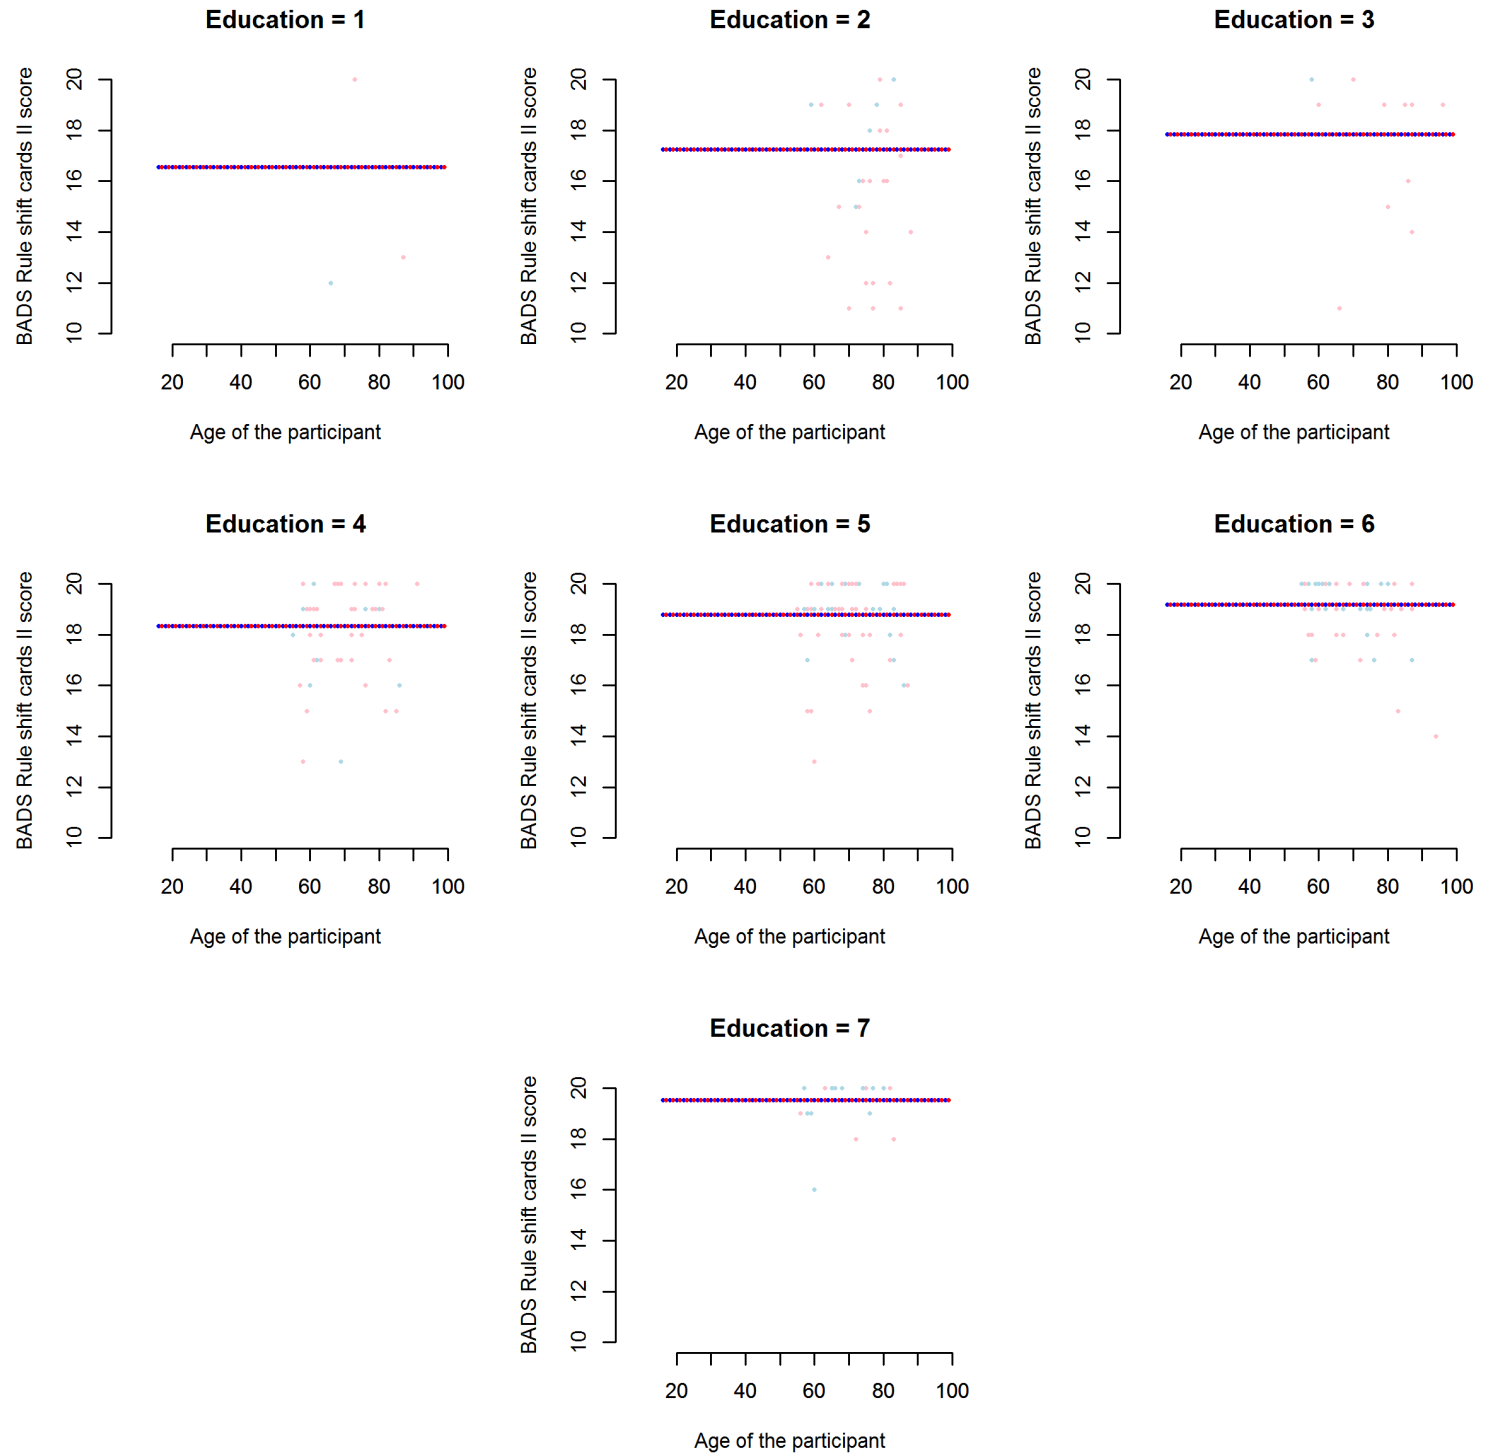 Education = 1
BADS Rule shift cards II score
10 12 14 16 18 20
20 40 60 80 100
Age of the participant
Education = 2
BADS Rule shift cards II score
10 12 14 16 18 20
20 40 60 80 100
Age of the participant
Education = 3
BADS Rule shift cards II score
10 12 14 16 18 20
20 40 60 80 100
Age of the participant
Education = 4
BADS Rule shift cards II score
10 12 14 16 18 20
20 40 60 80 100
Age of the participant
Education = 5
BADS Rule shift cards II score
10 12 14 16 18 20
20 40 60 80 100
Age of the participant
Education = 6
BADS Rule shift cards II score
10 12 14 16 18 20
20 40 60 80 100
Age of the participant
Education = 7
BADS Rule shift cards II score
10 12 14 16 18 20
20 40 60 80 100
Age of the participant